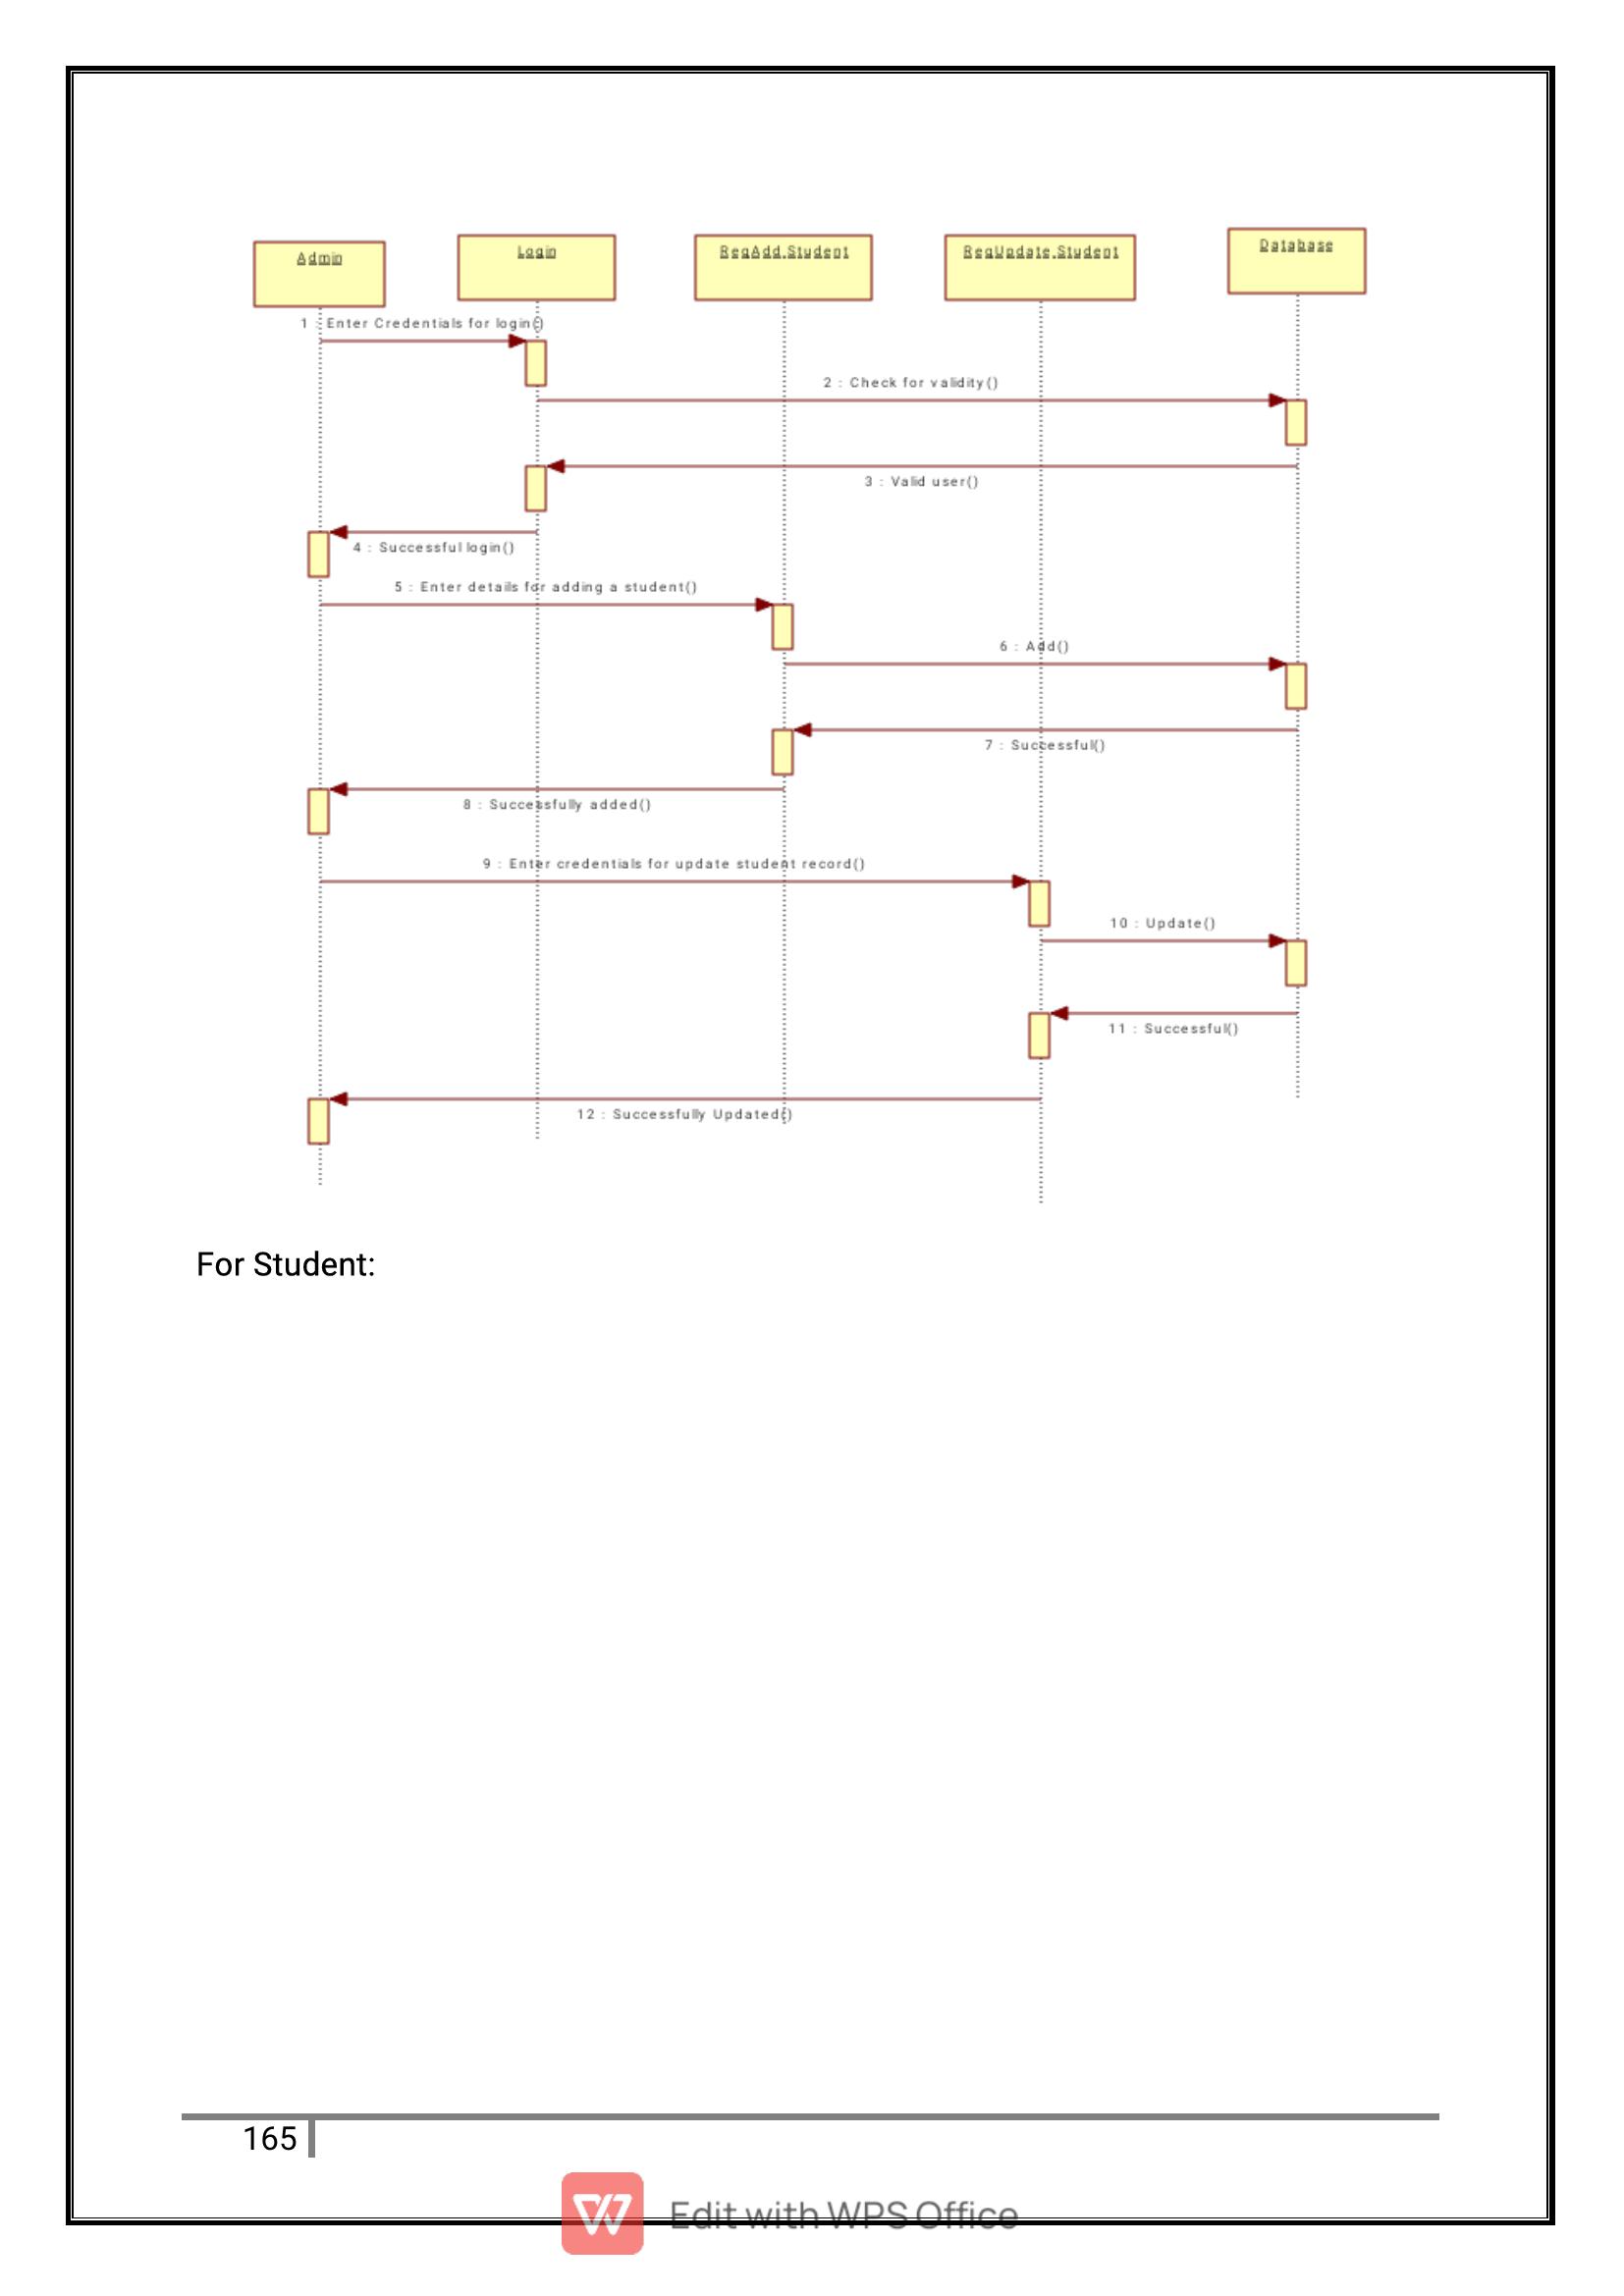 Admin
Login
RegAdd.Student
RegUpdate.Student
Database
1 : Enter Credentials for login()
2 : Check for validity()
3 : Valid user()
4 : Successful login()
5 : Enter details for adding a student()
6 : Add()
7 : Successful()
8 : Successfully added()
9 : Enter credentials for update student record()
10 : Update()
11 : Successful()
12 : Successfully Updated()
For Student:
165
Edit with WPS Office